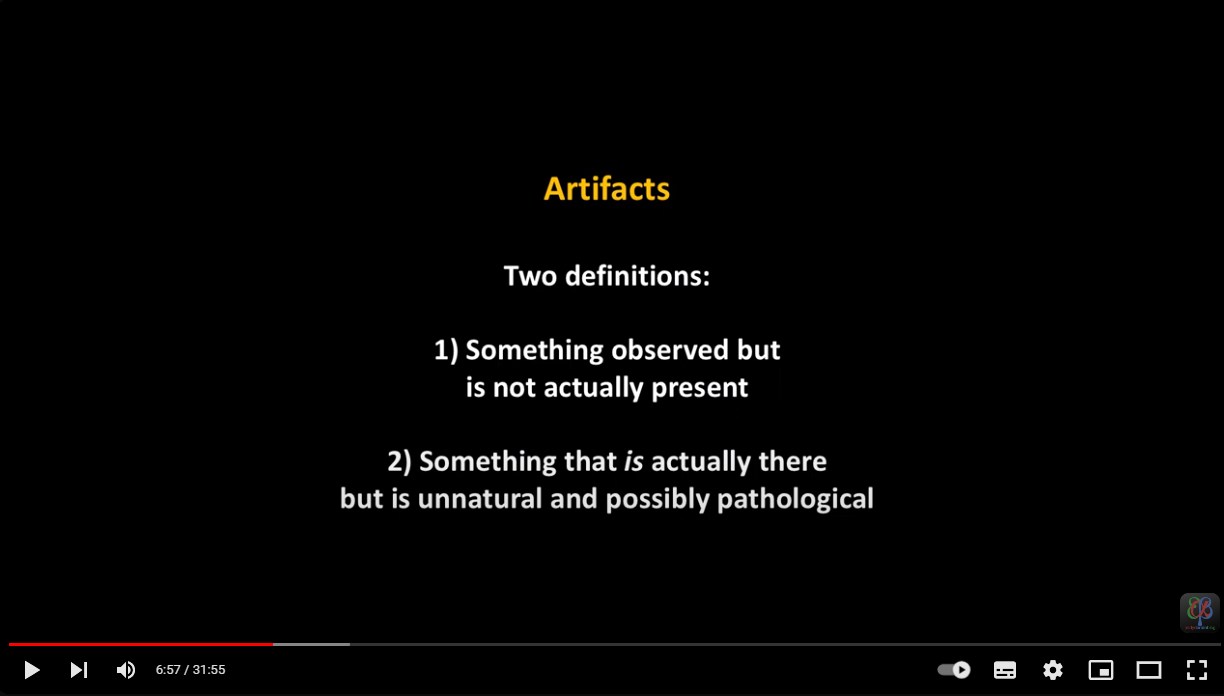 Artifacts
Two definitions:
1) Something observed but
is not actually present
2) Something that is actually there
but is unnatural and possibly pathological
6:57 / 31:55